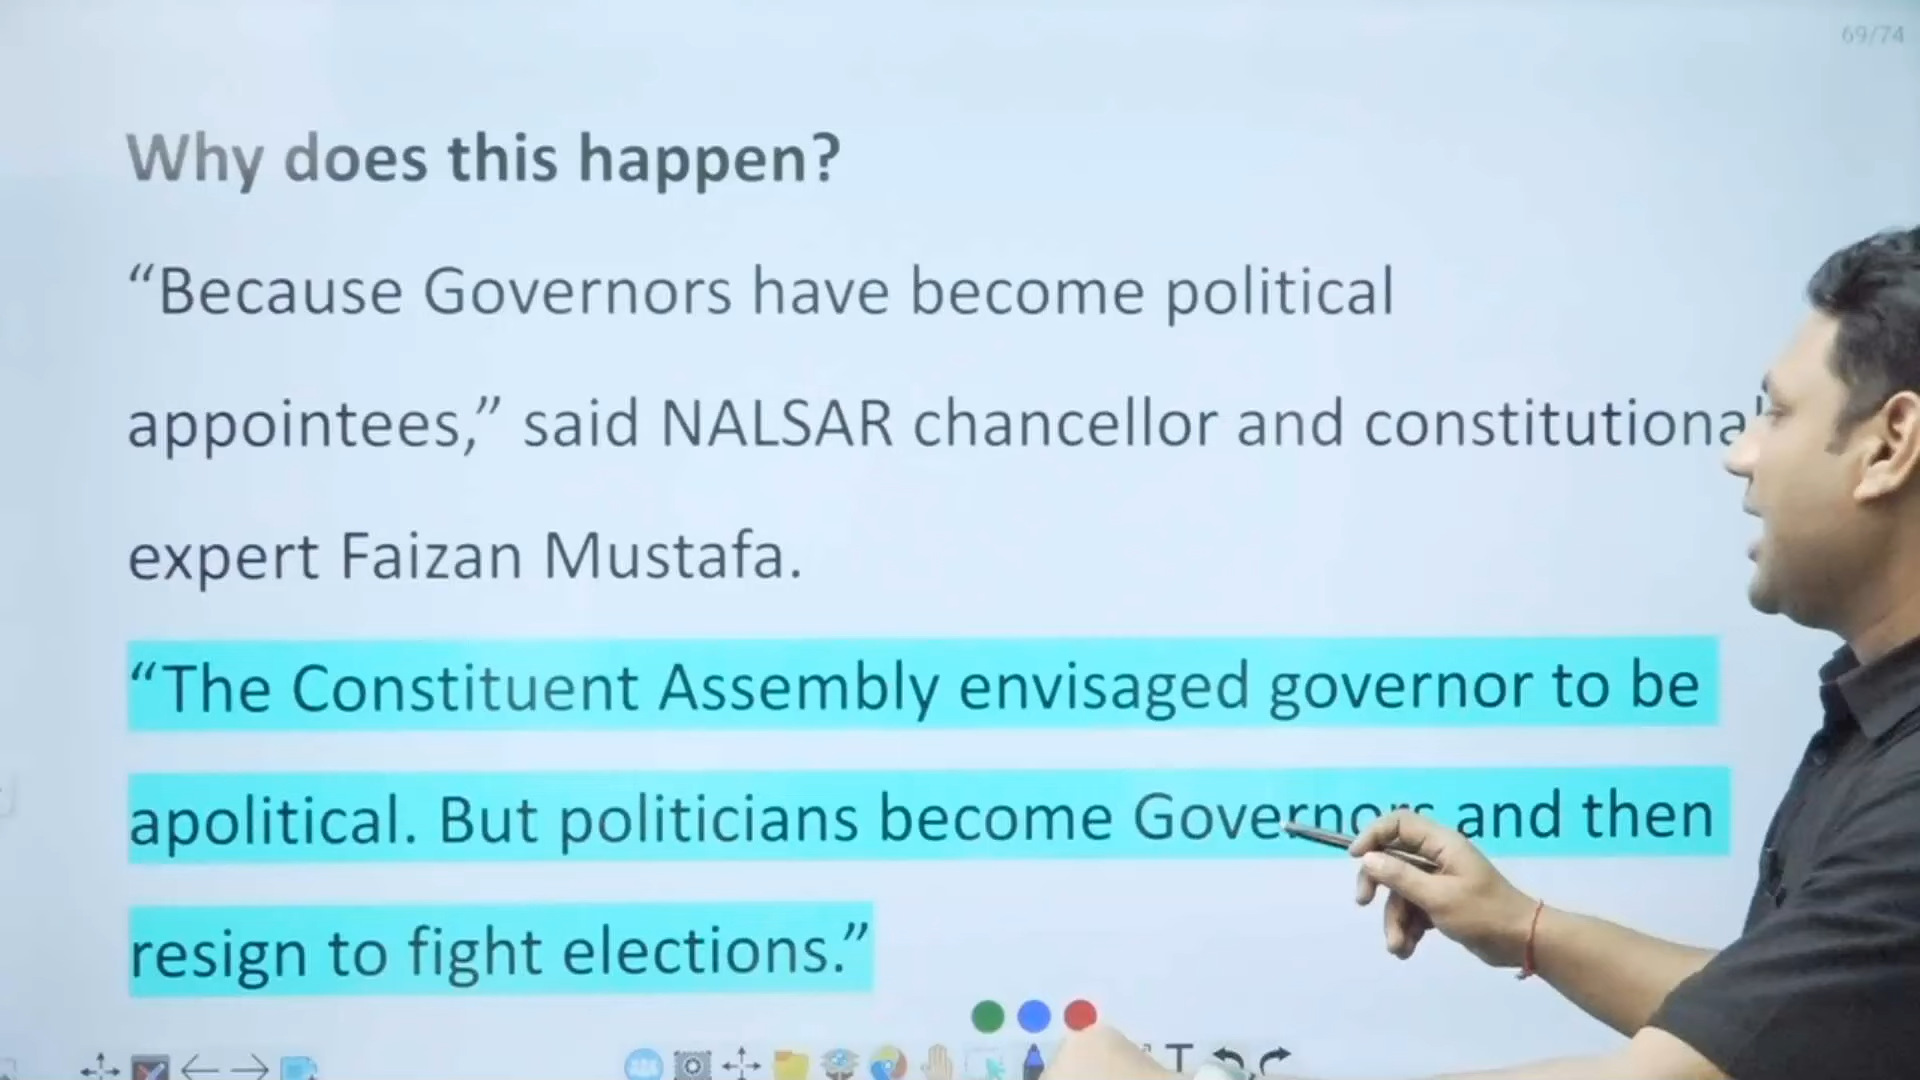 69/74
Why does this happen?
“Because Governors have become political
appointees,” said NALSAR chancellor and constitutional
expert Faizan Mustafa.
“The Constituent Assembly envisaged governor to be
apolitical. But politicians become Governors and then
resign to fight elections.”
T